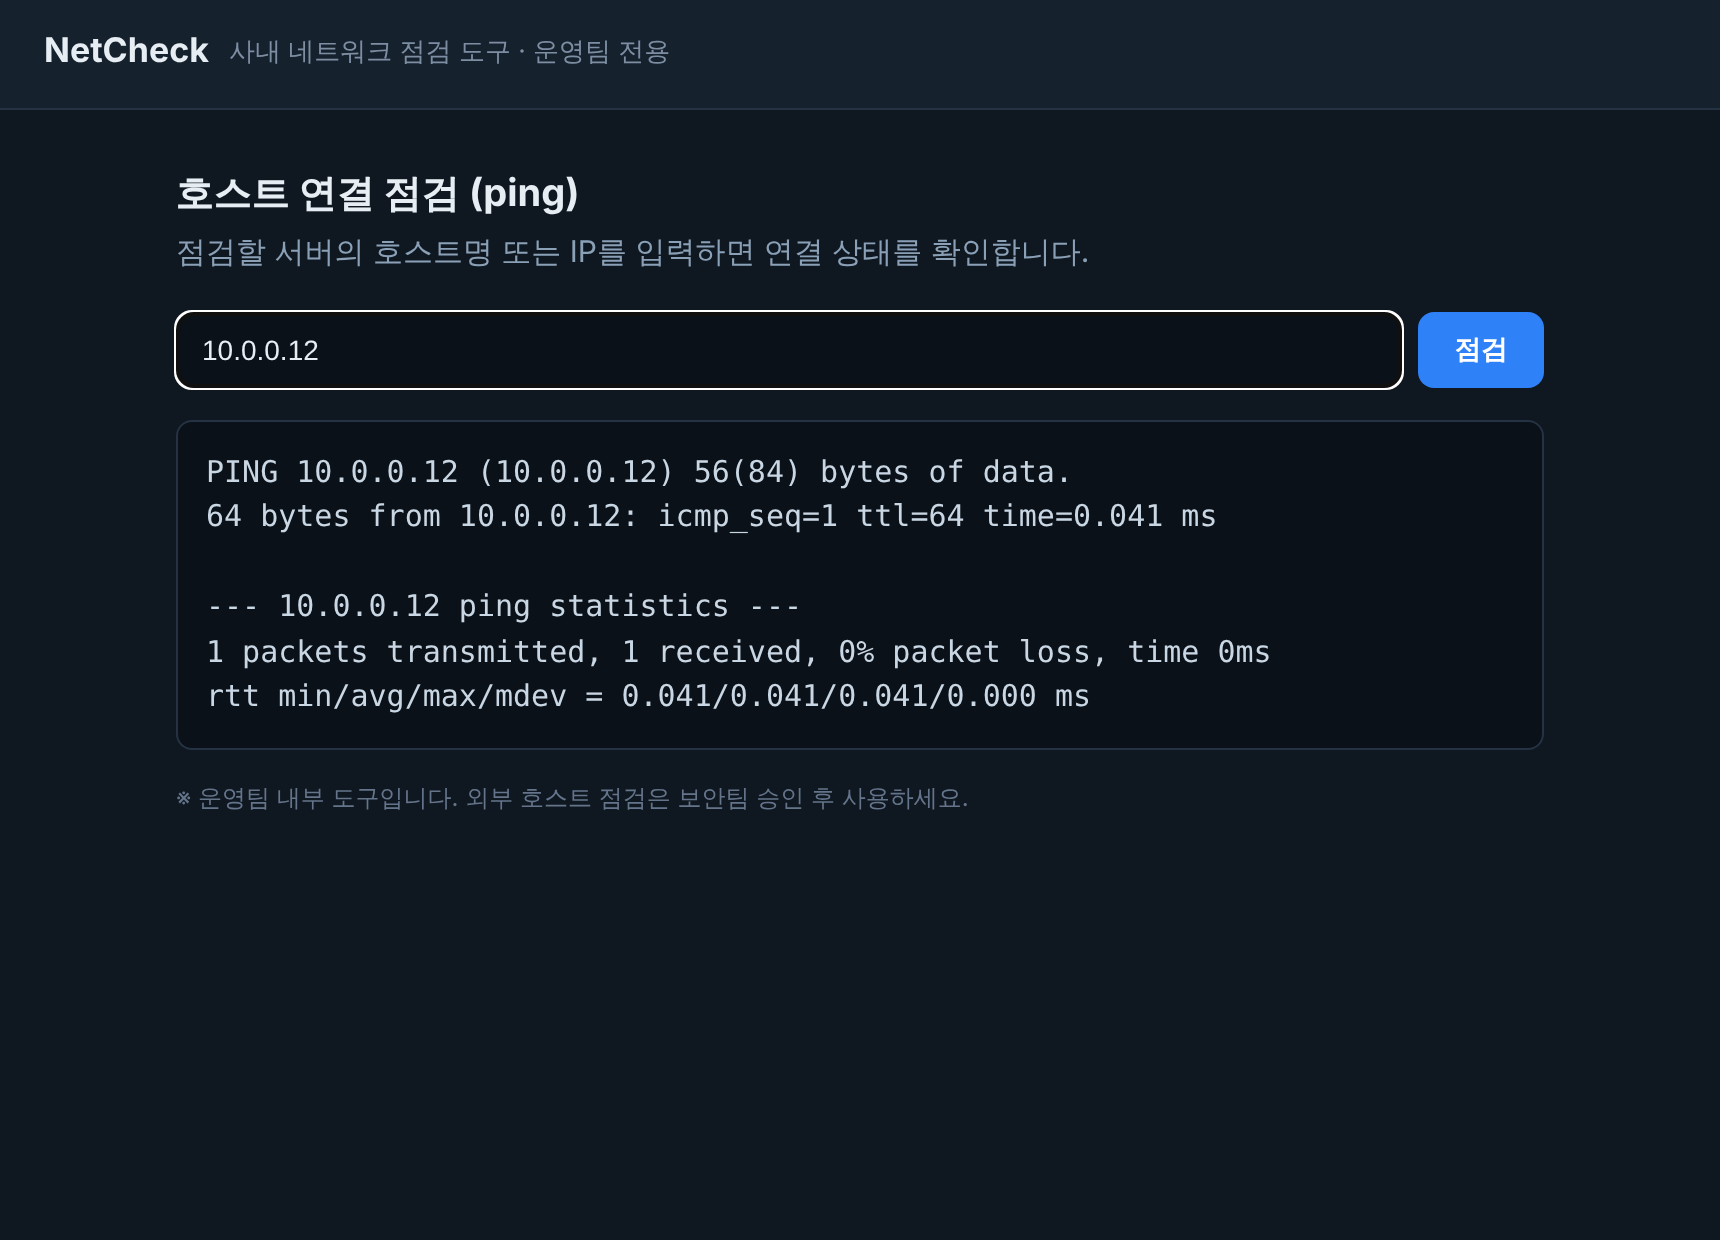 NetCheck 사내 네트워크 점검 도구 · 운영팀 전용
호스트 연결 점검 (ping)
점검할 서버의 호스트명 또는 IP를 입력하면 연결 상태를 확인합니다.
10.0.0.12 점검
PING 10.0.0.12 (10.0.0.12) 56(84) bytes of data.
64 bytes from 10.0.0.12: icmp_seq=1 ttl=64 time=0.041 ms
--- 10.0.0.12 ping statistics ---
1 packets transmitted, 1 received, 0% packet loss, time 0ms
rtt min/avg/max/mdev = 0.041/0.041/0.041/0.000 ms
※ 운영팀 내부 도구입니다. 외부 호스트 점검은 보안팀 승인 후 사용하세요.